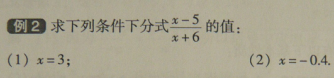 例2 求下列条件下分式 (x-5)/(x+6) 的值:
(1) x=3; (2) x=-0.4.